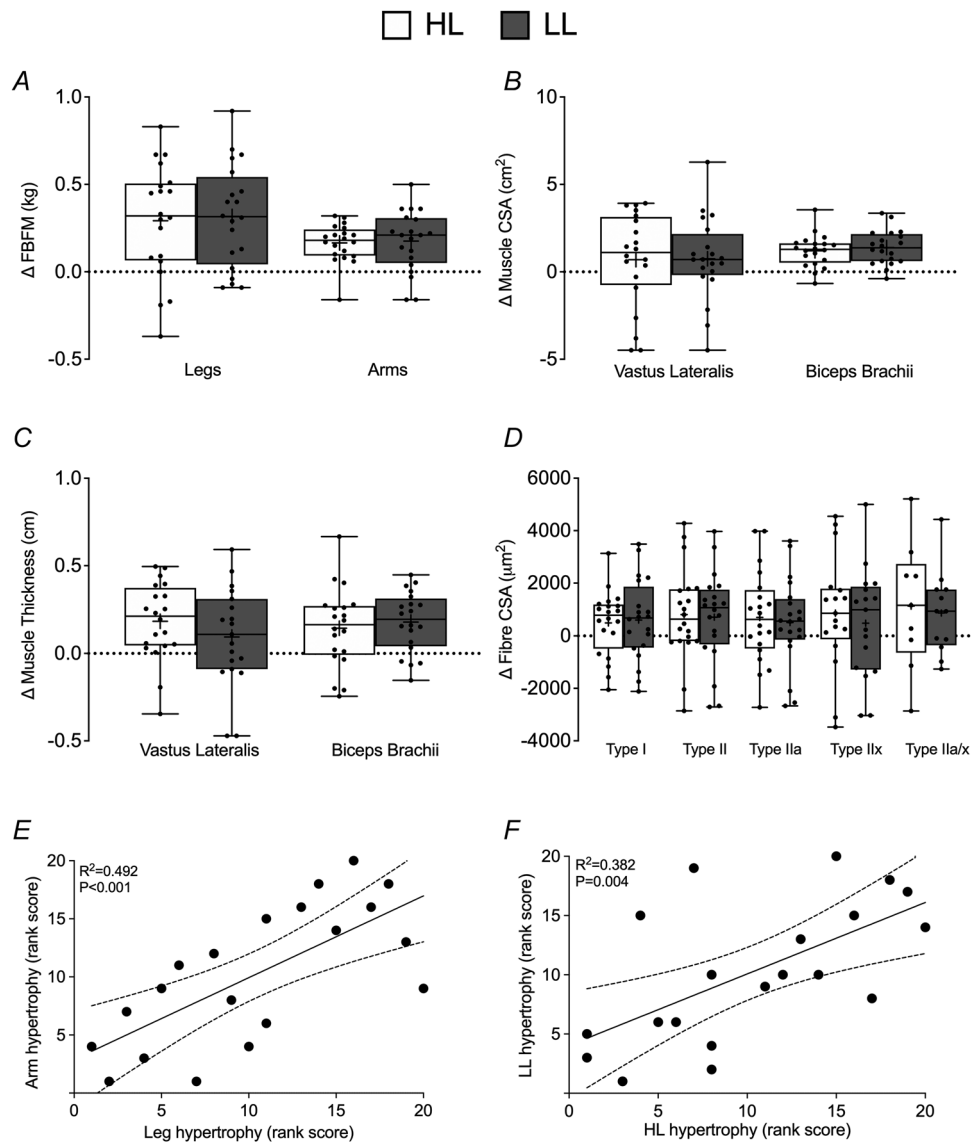 HL LL
A B
Δ FBFM (kg)
1.0
0.5
0.0
-0.5
Legs Arms
Δ Muscle CSA (cm²)
10
5
0
-5
Vastus Lateralis Biceps Brachii
C D
Δ Muscle Thickness (cm)
1.0
0.5
0.0
-0.5
Vastus Lateralis Biceps Brachii
Δ Fibre CSA (μm²)
6000
4000
2000
0
-2000
-4000
Type I Type II Type IIa Type IIx Type IIa/x
E F
Arm hypertrophy (rank score)
R²=0.492
P<0.001
20
15
10
5
0 5 10 15 20
Leg hypertrophy (rank score)
LL hypertrophy (rank score)
R²=0.382
P=0.004
20
15
10
5
0 5 10 15 20
HL hypertrophy (rank score)